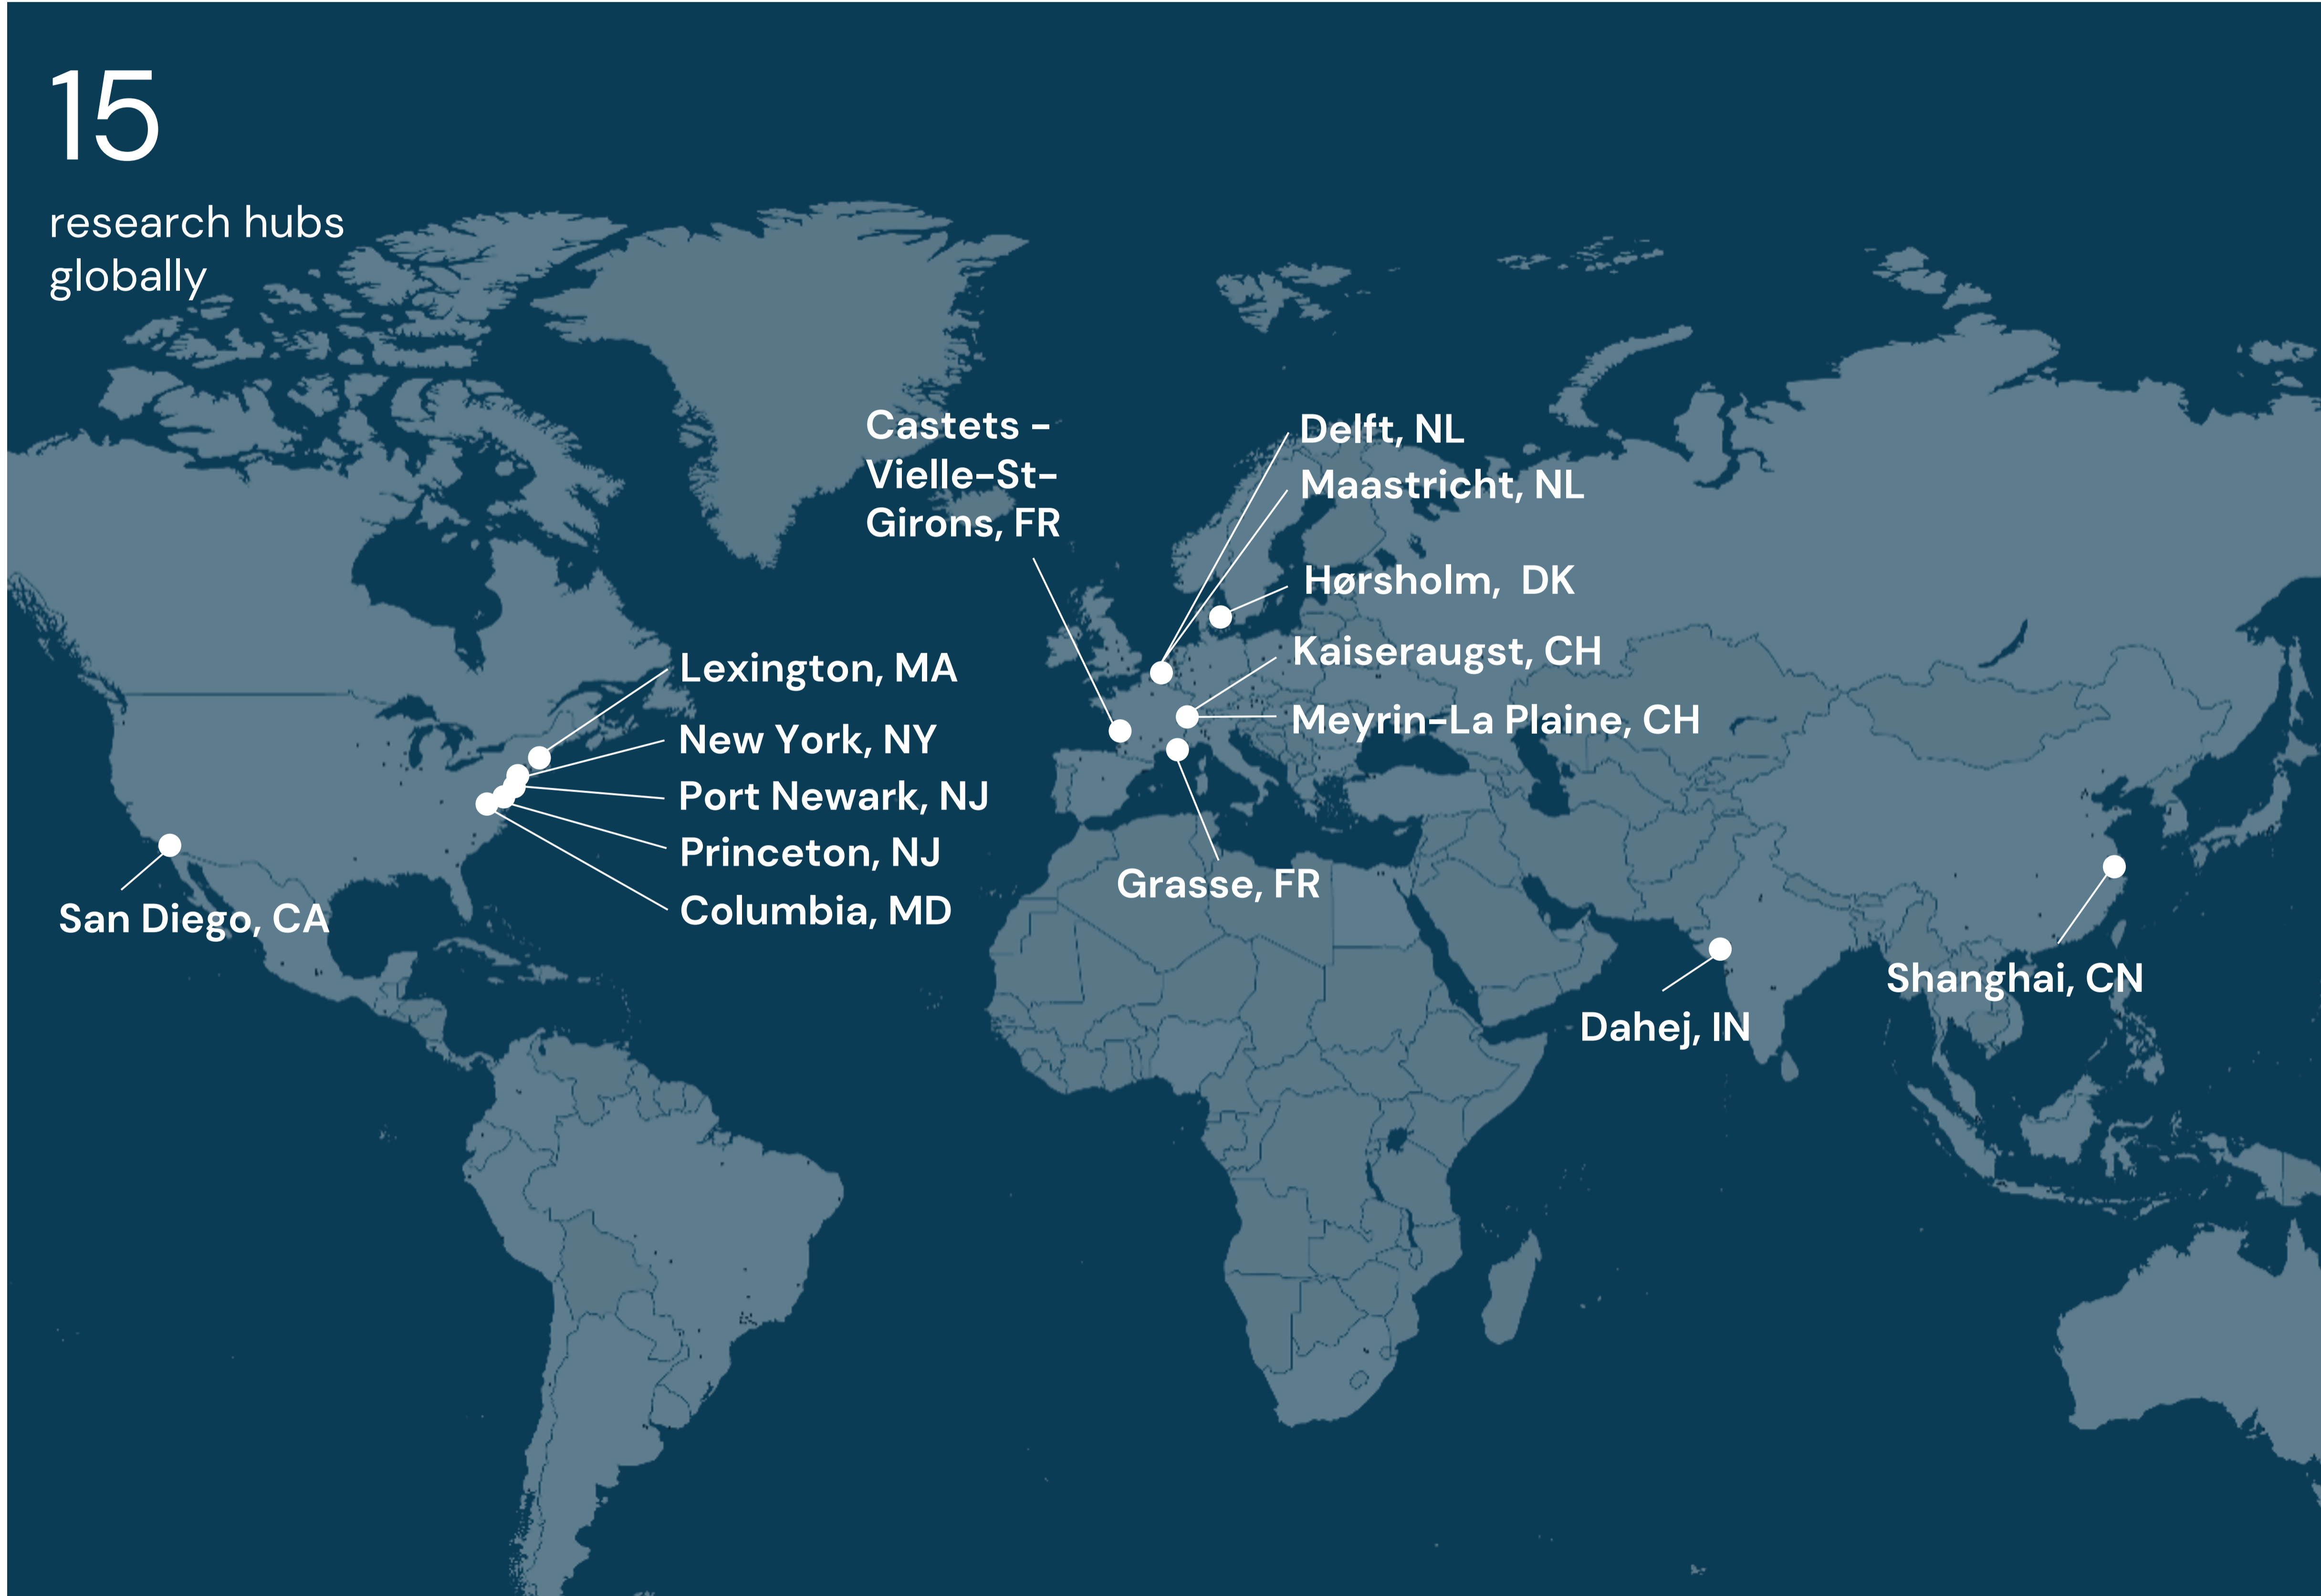 15
research hubs
globally
Castets -
Vielle-St-
Girons, FR
Delft, NL
Maastricht, NL
Hørsholm, DK
Kaiseraugst, CH
Meyrin-La Plaine, CH
Lexington, MA
New York, NY
Port Newark, NJ
Princeton, NJ
Columbia, MD
San Diego, CA
Grasse, FR
Shanghai, CN
Dahej, IN